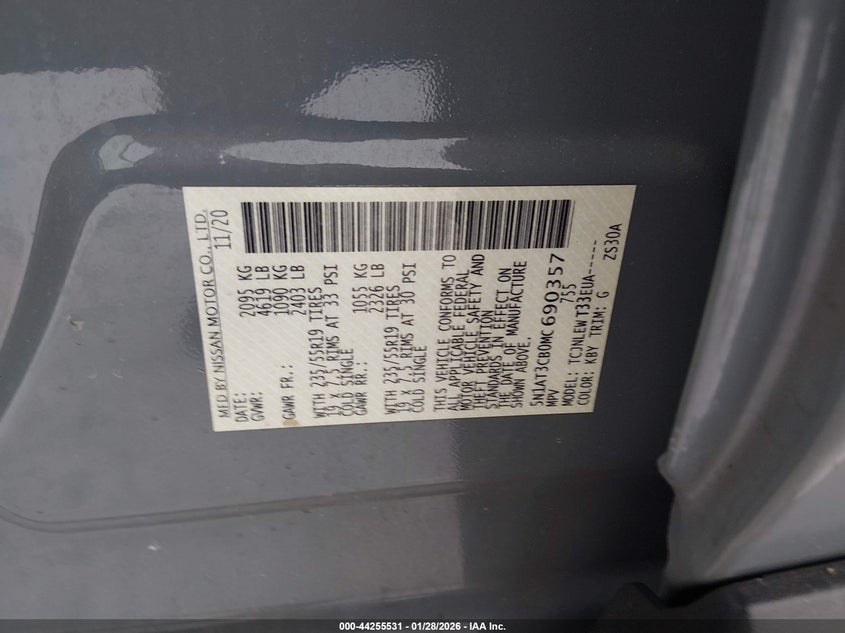 MFD BY NISSAN MOTOR CO., LTD.
DATE: 11/20
GVWR: 2095 KG
4619 LB
GAWR FR.: 1090 KG
2403 LB
WITH 235/55R19 TIRES
19 X 7.5 RIMS AT 33 PSI
COLD SINGLE
GAWR RR.: 1055 KG
2326 LB
WITH 235/55R19 TIRES
19 X 7.5 RIMS AT 30 PSI
COLD SINGLE
THIS VEHICLE CONFORMS TO
ALL APPLICABLE FEDERAL
MOTOR VEHICLE SAFETY AND
THEFT PREVENTION
STANDARDS IN EFFECT ON
THE DATE OF MANUFACTURE
SHOWN ABOVE.
5N1AT3CB0MC690357
MPV 735
MODEL: TCJNLEWT33EUA-----
COLOR: KBY TRIM: G ZS30A
000-44255531 - 01/28/2026 - IAA Inc.